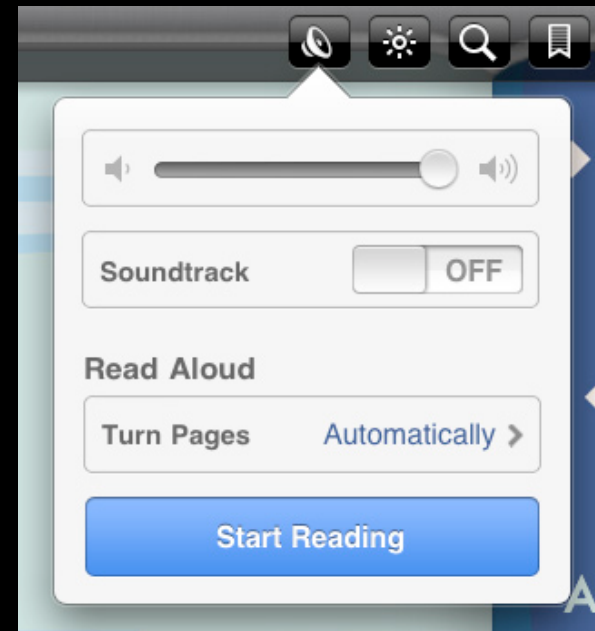 Soundtrack OFF
Read Aloud
Turn Pages Automatically
Start Reading
A